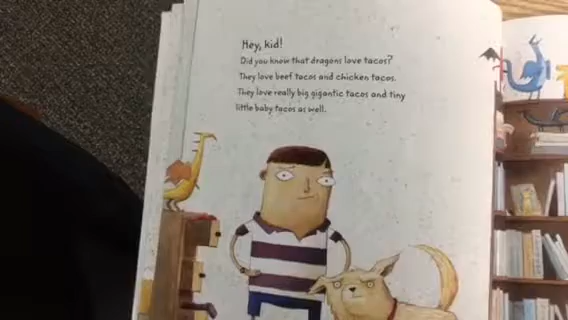 Hey, kid!
Did you know that dragons love tacos?
They love beef tacos and chicken tacos.
They love really big gigantic tacos and tiny
little baby tacos as well.